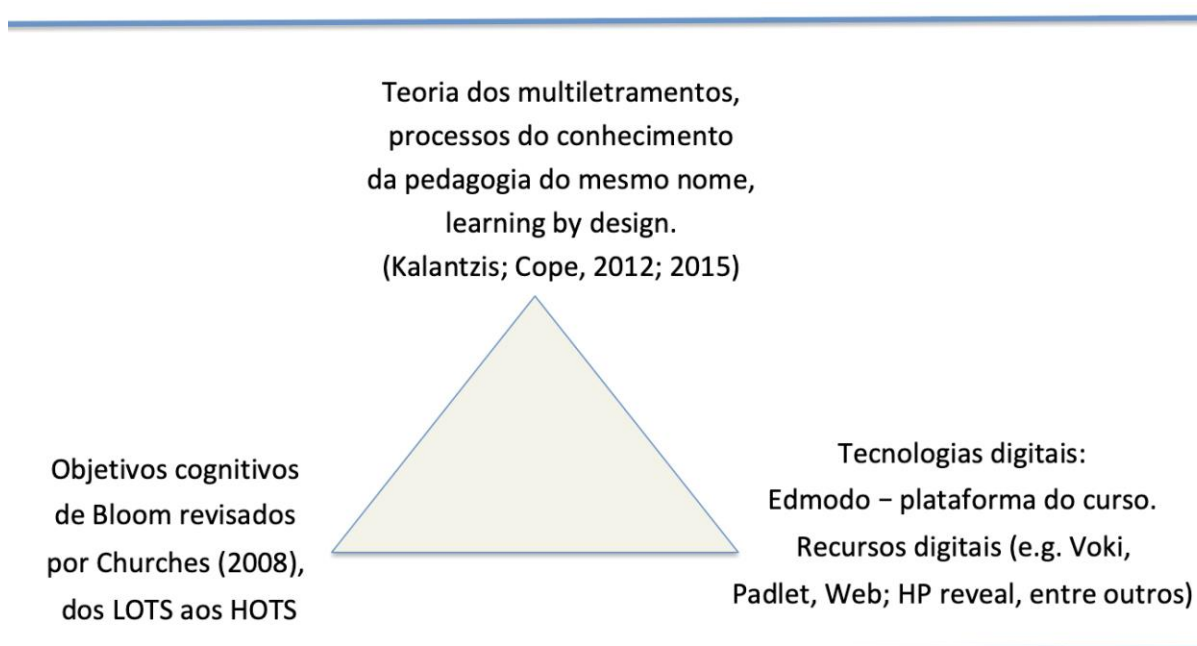 Teoria dos multiletramentos,
processos do conhecimento
da pedagogia do mesmo nome,
learning by design.
(Kalantzis; Cope, 2012; 2015)
Objetivos cognitivos
de Bloom revisados
por Churches (2008),
dos LOTS aos HOTS
Tecnologias digitais:
Edmodo − plataforma do curso.
Recursos digitais (e.g. Voki,
Padlet, Web; HP reveal, entre outros)